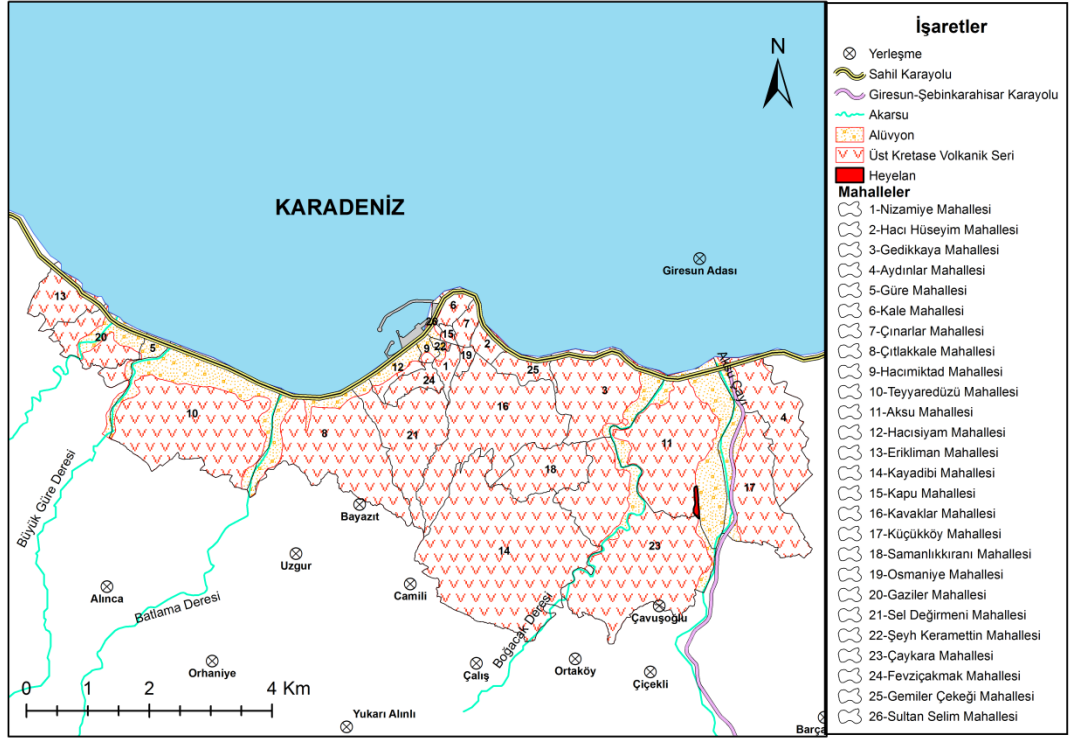 İşaretler
Yerleşme
Sahil Karayolu
Giresun-Şebinkarahisar Karayolu
Akarsu
Alüvyon
Üst Kretase Volkanik Seri
Heyelan
Mahalleler
1-Nizamiye Mahallesi
2-Hacı Hüseyim Mahallesi
3-Gedikkaya Mahallesi
4-Aydınlar Mahallesi
5-Güre Mahallesi
6-Kale Mahallesi
7-Çınarlar Mahallesi
8-Çıtlakkale Mahallesi
9-Hacımiktad Mahallesi
10-Teyyaredüzü Mahallesi
11-Aksu Mahallesi
12-Hacısiyam Mahallesi
13-Erikliman Mahallesi
14-Kayadibi Mahallesi
15-Kapu Mahallesi
16-Kavaklar Mahallesi
17-Küçükköy Mahallesi
18-Samanlıkkıranı Mahallesi
19-Osmaniye Mahallesi
20-Gaziler Mahallesi
21-Sel Değirmeni Mahallesi
22-Şeyh Keramettin Mahallesi
23-Çaykara Mahallesi
24-Fevziçakmak Mahallesi
25-Gemiler Çekeği Mahallesi
26-Sultan Selim Mahallesi
N
KARADENİZ
Giresun Adası
13
20
5
10
8
12
9
26
6
7
15
22
2
19
1
24
25
21
16
3
18
11
4
17
14
23
Aksu Çayı
Büyük Güre Deresi
Batlama Deresi
Boğacak Deresi
Bayazıt
Uzgur
Alınca
Camili
Çavuşoğlu
Orhaniye
Çalış
Ortaköy
Çiçekli
Yukarı Alınlı
Barça
0 1 2 4 Km